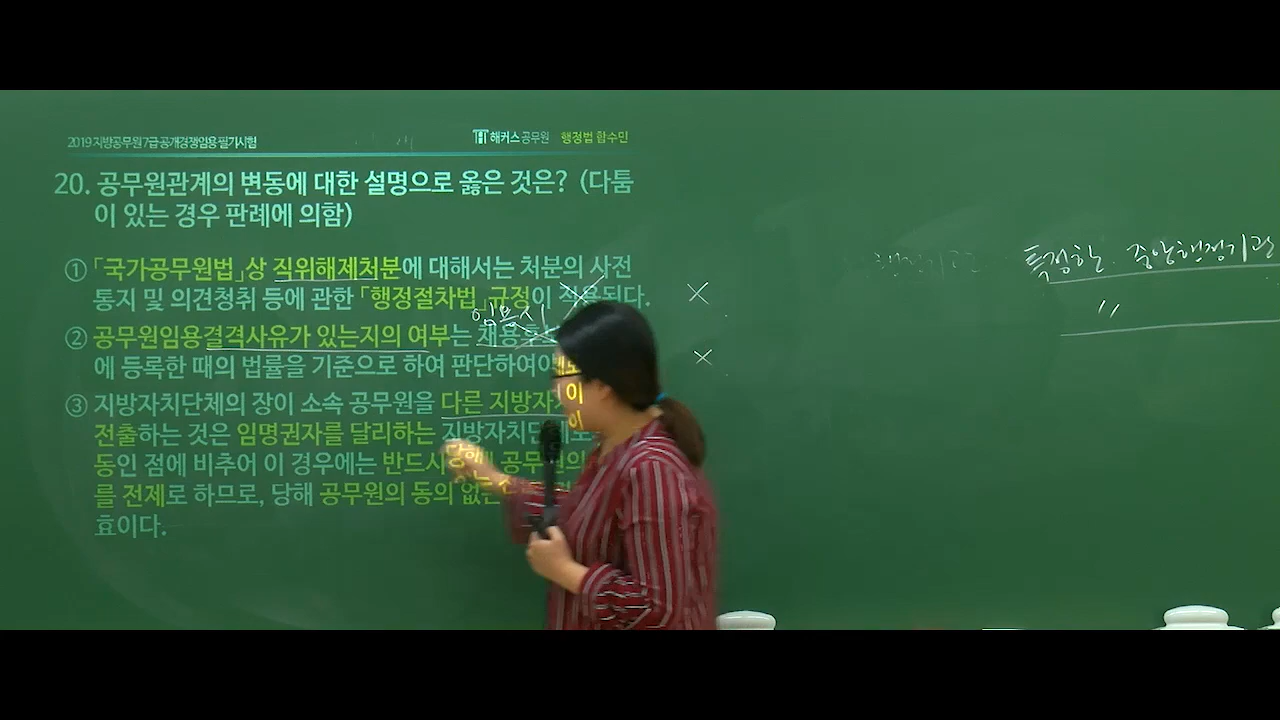 2019 지방공무원 7급 공개경쟁임용 필기시험
해커스공무원 행정법 함수민
20. 공무원관계의 변동에 대한 설명으로 옳은 것은? (다툼
이 있는 경우 판례에 의함)
① 「국가공무원법」상 직위해제처분에 대해서는 처분의 사전
통지 및 의견청취 등에 관한 「행정절차법」 규정이 적용된다.
임용시
② 공무원임용결격사유가 있는지의 여부는
에 등록한 때의 법률을 기준으로 하여 판단하여야
③ 지방자치단체의 장이 소속 공무원을 다른 지방자치
전출하는 것은 임명권자를 달리하는 지방자치단체로
동인 점에 비추어 이 경우에는 반드시 당해 공무원의
를 전제로 하므로, 당해 공무원의 동의 없는
효이다.
특정한 중앙행정기관
〃